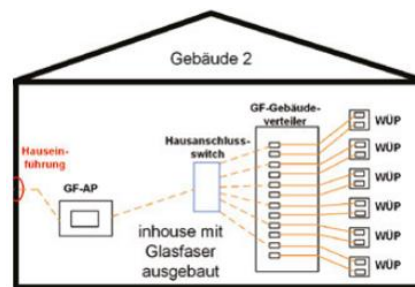 Gebäude 2
GF-Gebäude-
verteiler
WÜP
Hausanschluss-
switch
WÜP
Hausein-
führung
GF-AP
WÜP
WÜP
inhouse mit
Glasfaser
ausgebaut
WÜP
WÜP